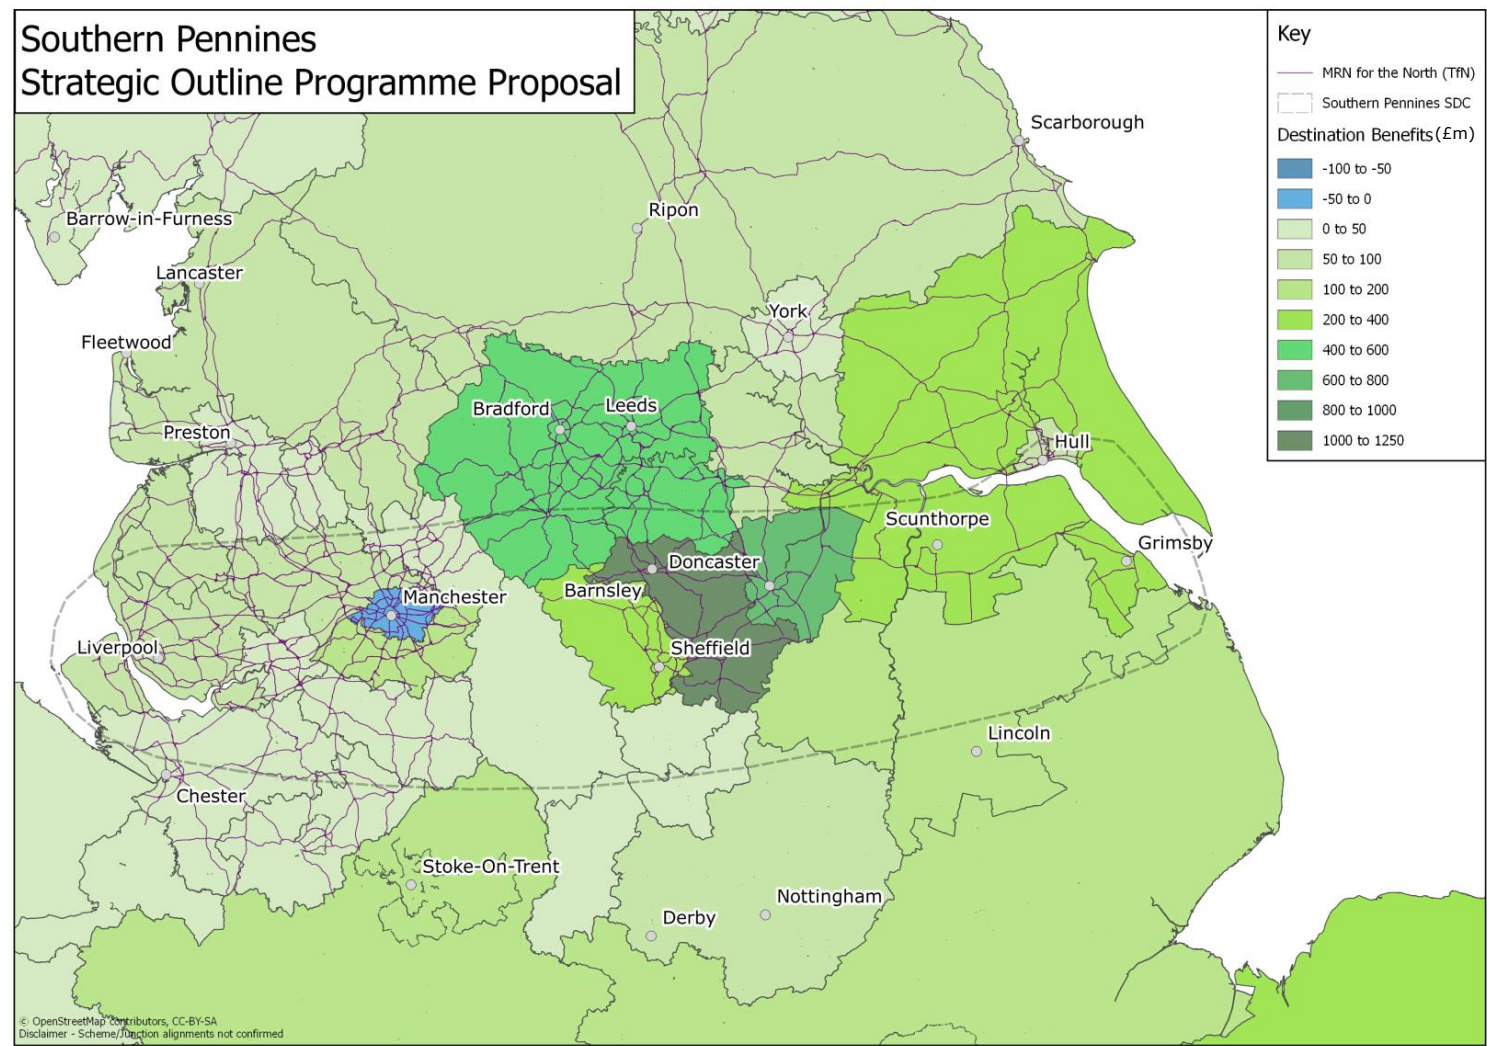 Southern Pennines
Strategic Outline Programme Proposal
Key
MRN for the North (TfN)
Southern Pennines SDC
Destination Benefits (£m)
-100 to -50
-50 to 0
0 to 50
50 to 100
100 to 200
200 to 400
400 to 600
600 to 800
800 to 1000
1000 to 1250
Scarborough
Ripon
Barrow-in-Furness
Lancaster
York
Fleetwood
Bradford
Leeds
Preston
Hull
Scunthorpe
Grimsby
Doncaster
Barnsley
Manchester
Liverpool
Sheffield
Lincoln
Chester
Stoke-On-Trent
Nottingham
Derby
© OpenStreetMap contributors, CC-BY-SA
Disclaimer - Scheme/Junction alignments not confirmed